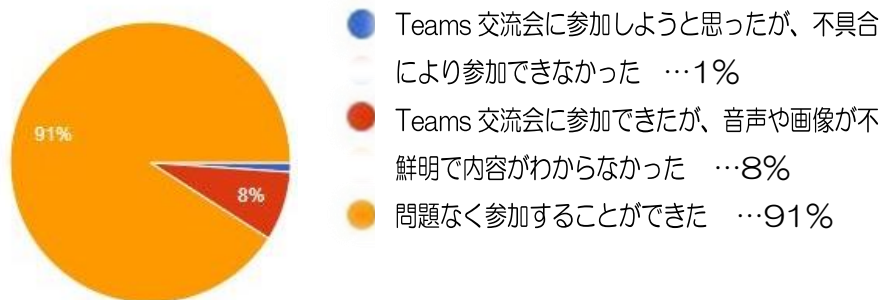 Teams 交流会に参加しようと思ったが、不具合
により参加できなかった …1%
Teams 交流会に参加できたが、音声や画像が不
鮮明で内容がわからなかった …8%
問題なく参加することができた …91%
91%
8%